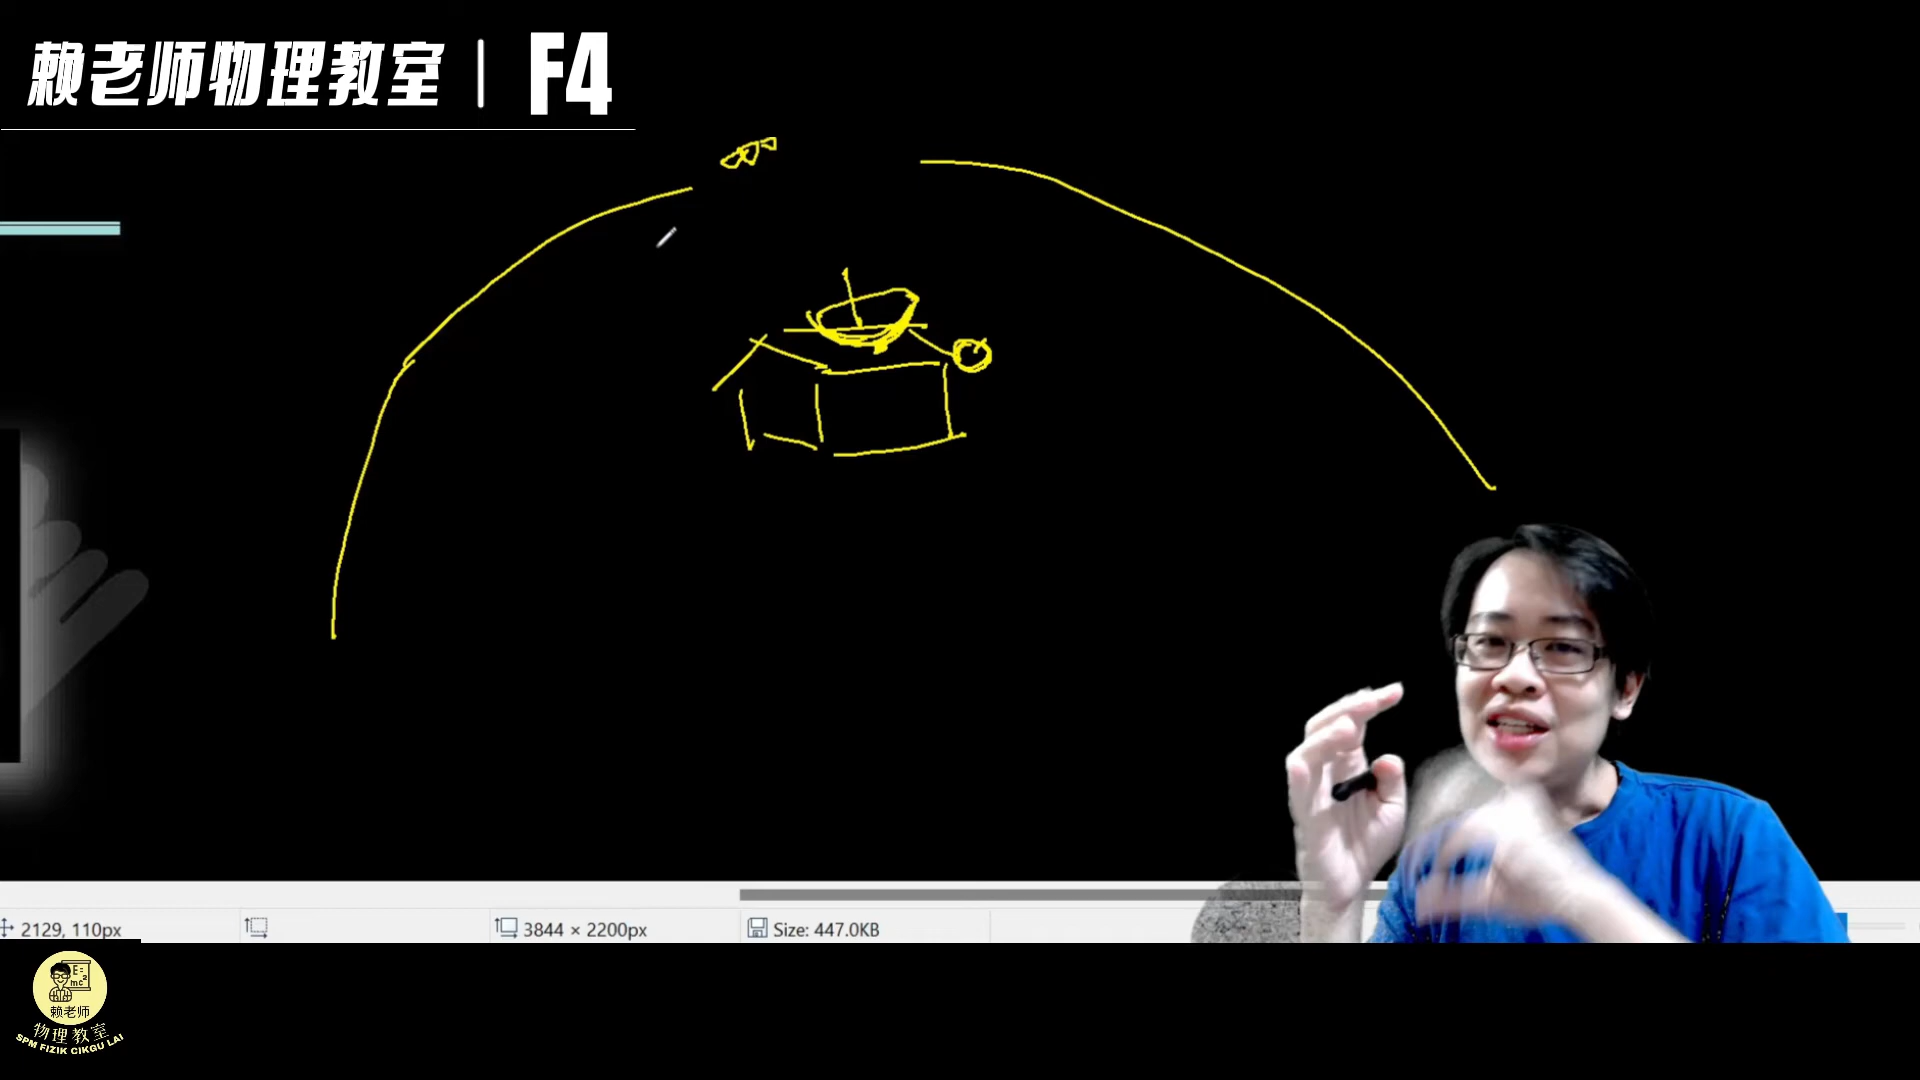 赖老师物理教室 | F4
2129, 110px
3844 × 2200px
Size: 447.0KB
E=
mc²
赖老师
物理教室
SPM FIZIK CIKGU LAI